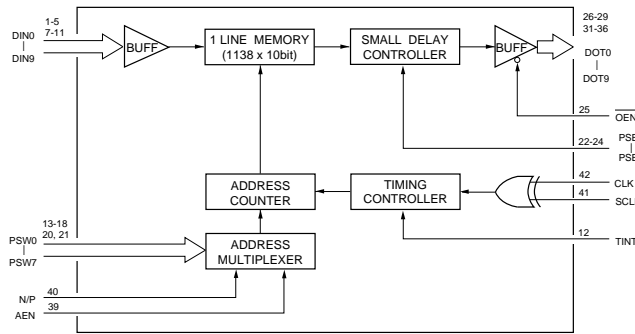 1-5
7-11
DIN0
|
DIN9
BUFF
1 LINE MEMORY
(1138 x 10bit)
SMALL DELAY
CONTROLLER
BUFF
26-29
31-36
DOT0
|
DOT9
25
OEN
22-24
PSE
|
PSE
42
CLK
41
SCL
ADDRESS
COUNTER
TIMING
CONTROLLER
12
TINT
13-18
20, 21
PSW0
|
PSW7
ADDRESS
MULTIPLEXER
40
N/P
39
AEN